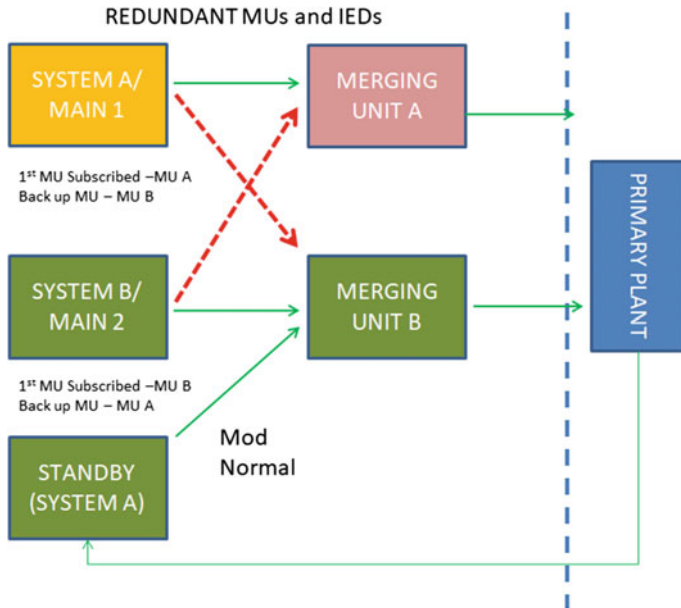 REDUNDANT MUs and IEDs
SYSTEM A/
MAIN 1
MERGING
UNIT A
1st MU Subscribed –MU A
Back up MU – MU B
PRIMARY PLANT
SYSTEM B/
MAIN 2
MERGING
UNIT B
1st MU Subscribed –MU B
Back up MU – MU A
Mod
Normal
STANDBY
(SYSTEM A)